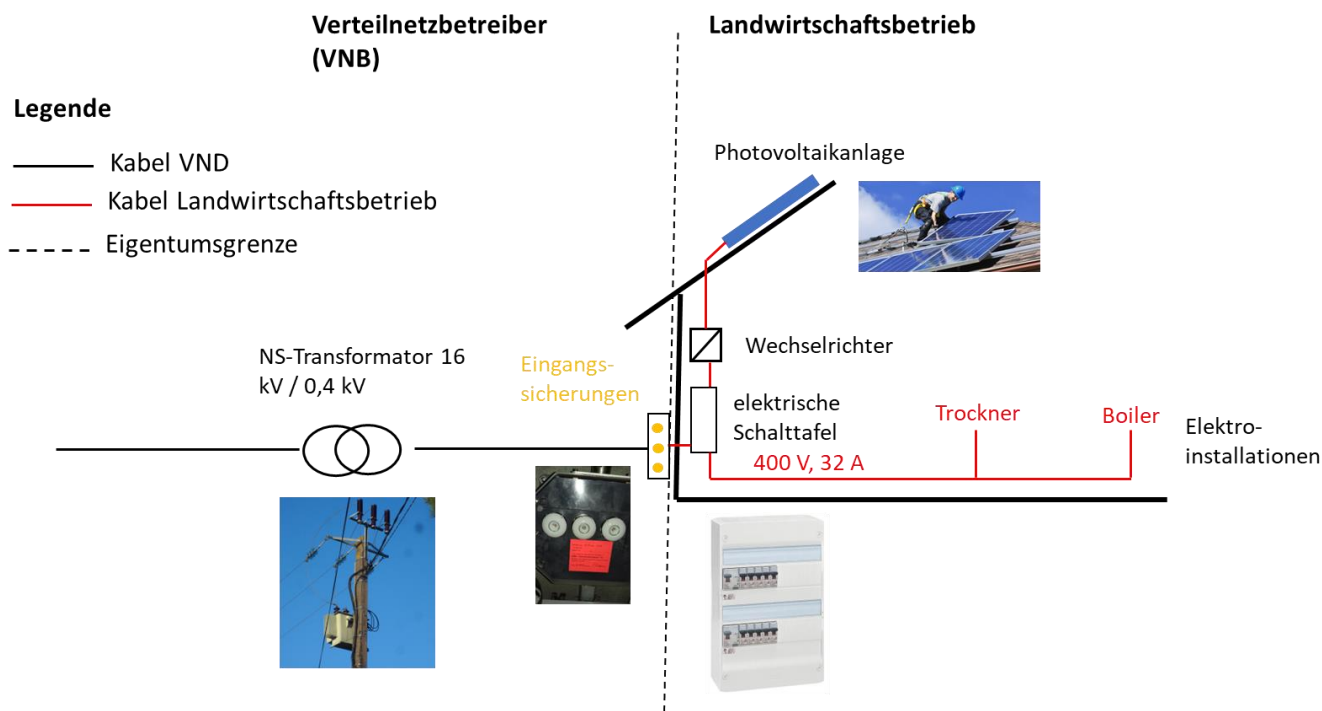 Verteilnetzbetreiber
(VNB)
Landwirtschaftsbetrieb
Legende
Kabel VND
Kabel Landwirtschaftsbetrieb
Eigentumsgrenze
Photovoltaikanlage
NS-Transformator 16
kV / 0,4 kV
Eingangs-
sicherungen
Wechselrichter
elektrische
Schalttafel
400 V, 32 A
Trockner
Boiler
Elektro-
installationen